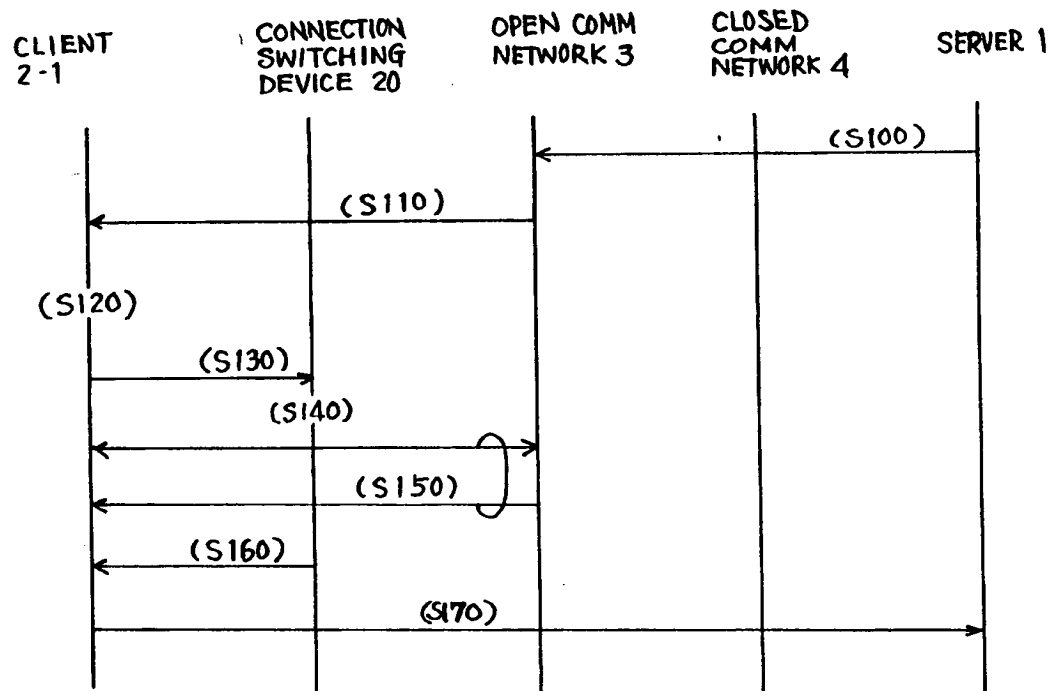 CLIENT
2-1
CONNECTION
SWITCHING
DEVICE 20
OPEN COMM
NETWORK 3
CLOSED
COMM
NETWORK 4
SERVER 1
(S100)
(S110)
(S120)
(S130)
(S140)
(S150)
(S160)
(S170)